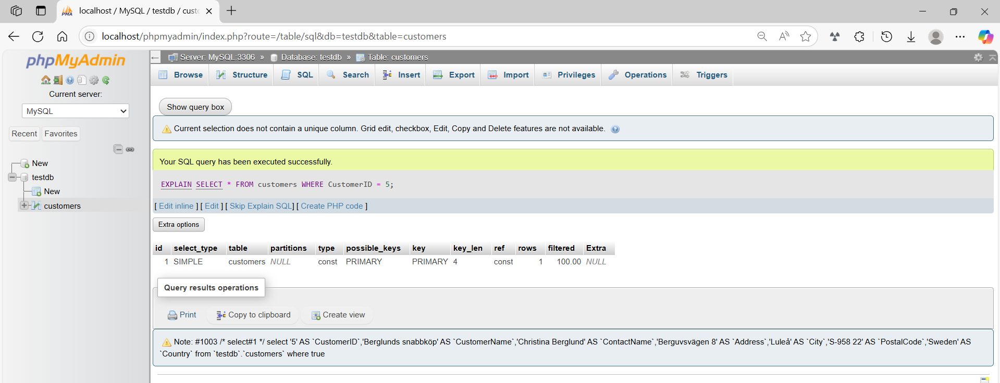 localhost / MySQL / testdb / custo
localhost/phpmyadmin/index.php?route=/table/sql&db=testdb&table=customers
phpMyAdmin
Current server:
MySQL
Recent Favorites
New
testdb
New
customers
Server: MySQL:3306 » Database: testdb » Table: customers
Browse Structure SQL Search Insert Export Import Privileges Operations Triggers
Show query box
Current selection does not contain a unique column. Grid edit, checkbox, Edit, Copy and Delete features are not available.
Your SQL query has been executed successfully.
EXPLAIN SELECT * FROM customers WHERE CustomerID = 5;
[ Edit inline ] [ Edit ] [ Skip Explain SQL] [ Create PHP code ]
Extra options
id select_type table partitions type possible_keys key key_len ref rows filtered Extra
1 SIMPLE customers NULL const PRIMARY PRIMARY 4 const 1 100.00 NULL
Query results operations
Print Copy to clipboard Create view
Note: #1003 /* select#1 */ select '5' AS `CustomerID`,'Berglunds snabbköp' AS `CustomerName`,'Christina Berglund' AS `ContactName`,'Berguvsvägen 8' AS `Address`,'Luleå' AS `City`,'S-958 22' AS `PostalCode`,'Sweden' AS
`Country` from `testdb`.`customers` where true